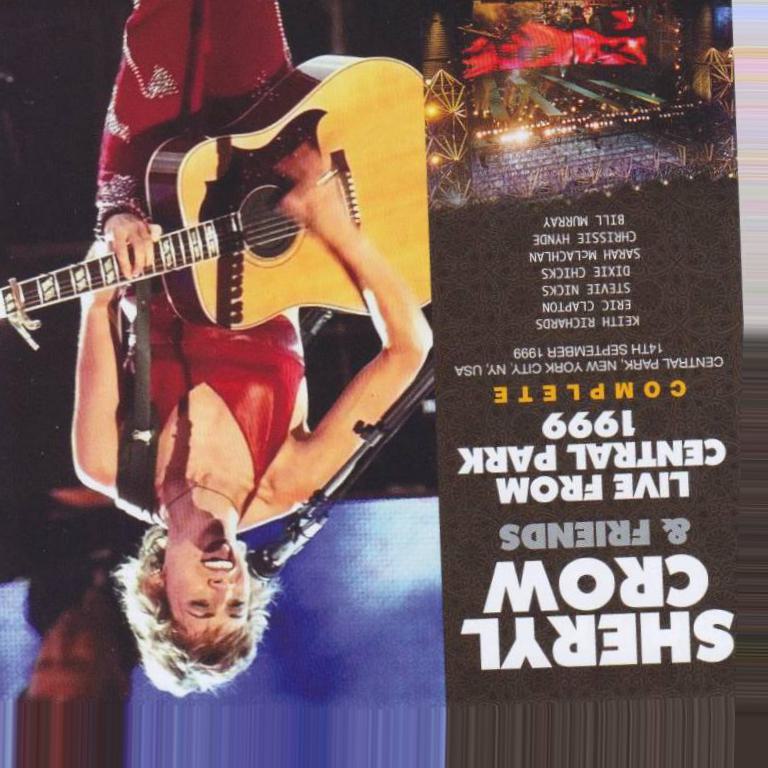 SHERYL
CROW
& FRIENDS
LIVE FROM
CENTRAL PARK
1999
COMPLETE
CENTRAL PARK, NEW YORK CITY, NY, USA
14TH SEPTEMBER 1999
KEITH RICHARDS
ERIC CLAPTON
STEVIE NICKS
DIXIE CHICKS
SARAH McLACHLAN
CHRISSIE HYNDE
BILL MURRAY